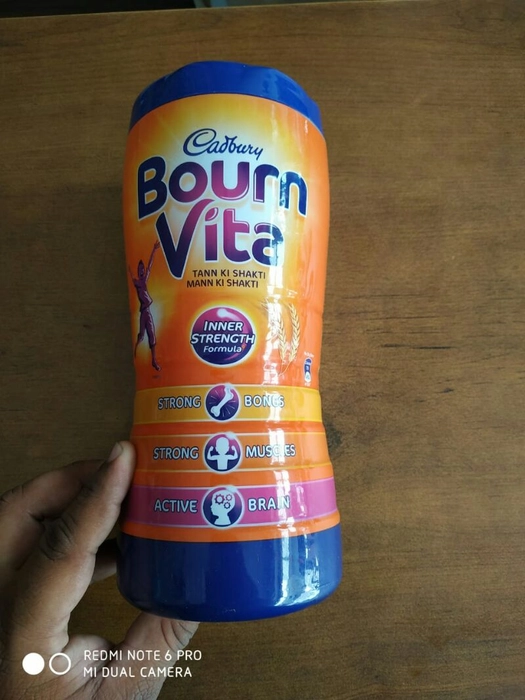 Cadbury
Bourn
Vita
TANN KI SHAKTI
MANN KI SHAKTI
INNER
STRENGTH
Formula
STRONG BONES
STRONG MUSCLES
ACTIVE BRAIN
REDMI NOTE 6 PRO
MI DUAL CAMERA